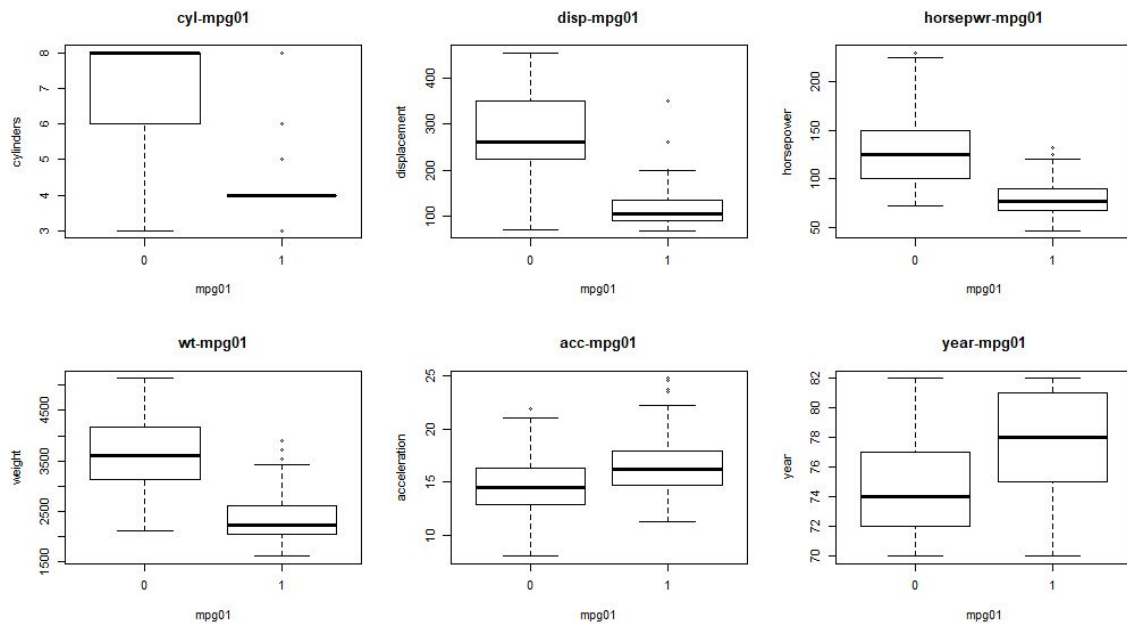 cyl-mpg01
cylinders
8
7
6
5
4
3
0 1
mpg01
disp-mpg01
displacement
400
300
200
100
0 1
mpg01
horsepwr-mpg01
horsepower
200
150
100
50
0 1
mpg01
wt-mpg01
weight
4500
3500
2500
1500
0 1
mpg01
acc-mpg01
acceleration
25
20
15
10
0 1
mpg01
year-mpg01
year
82
80
78
76
74
72
70
0 1
mpg01